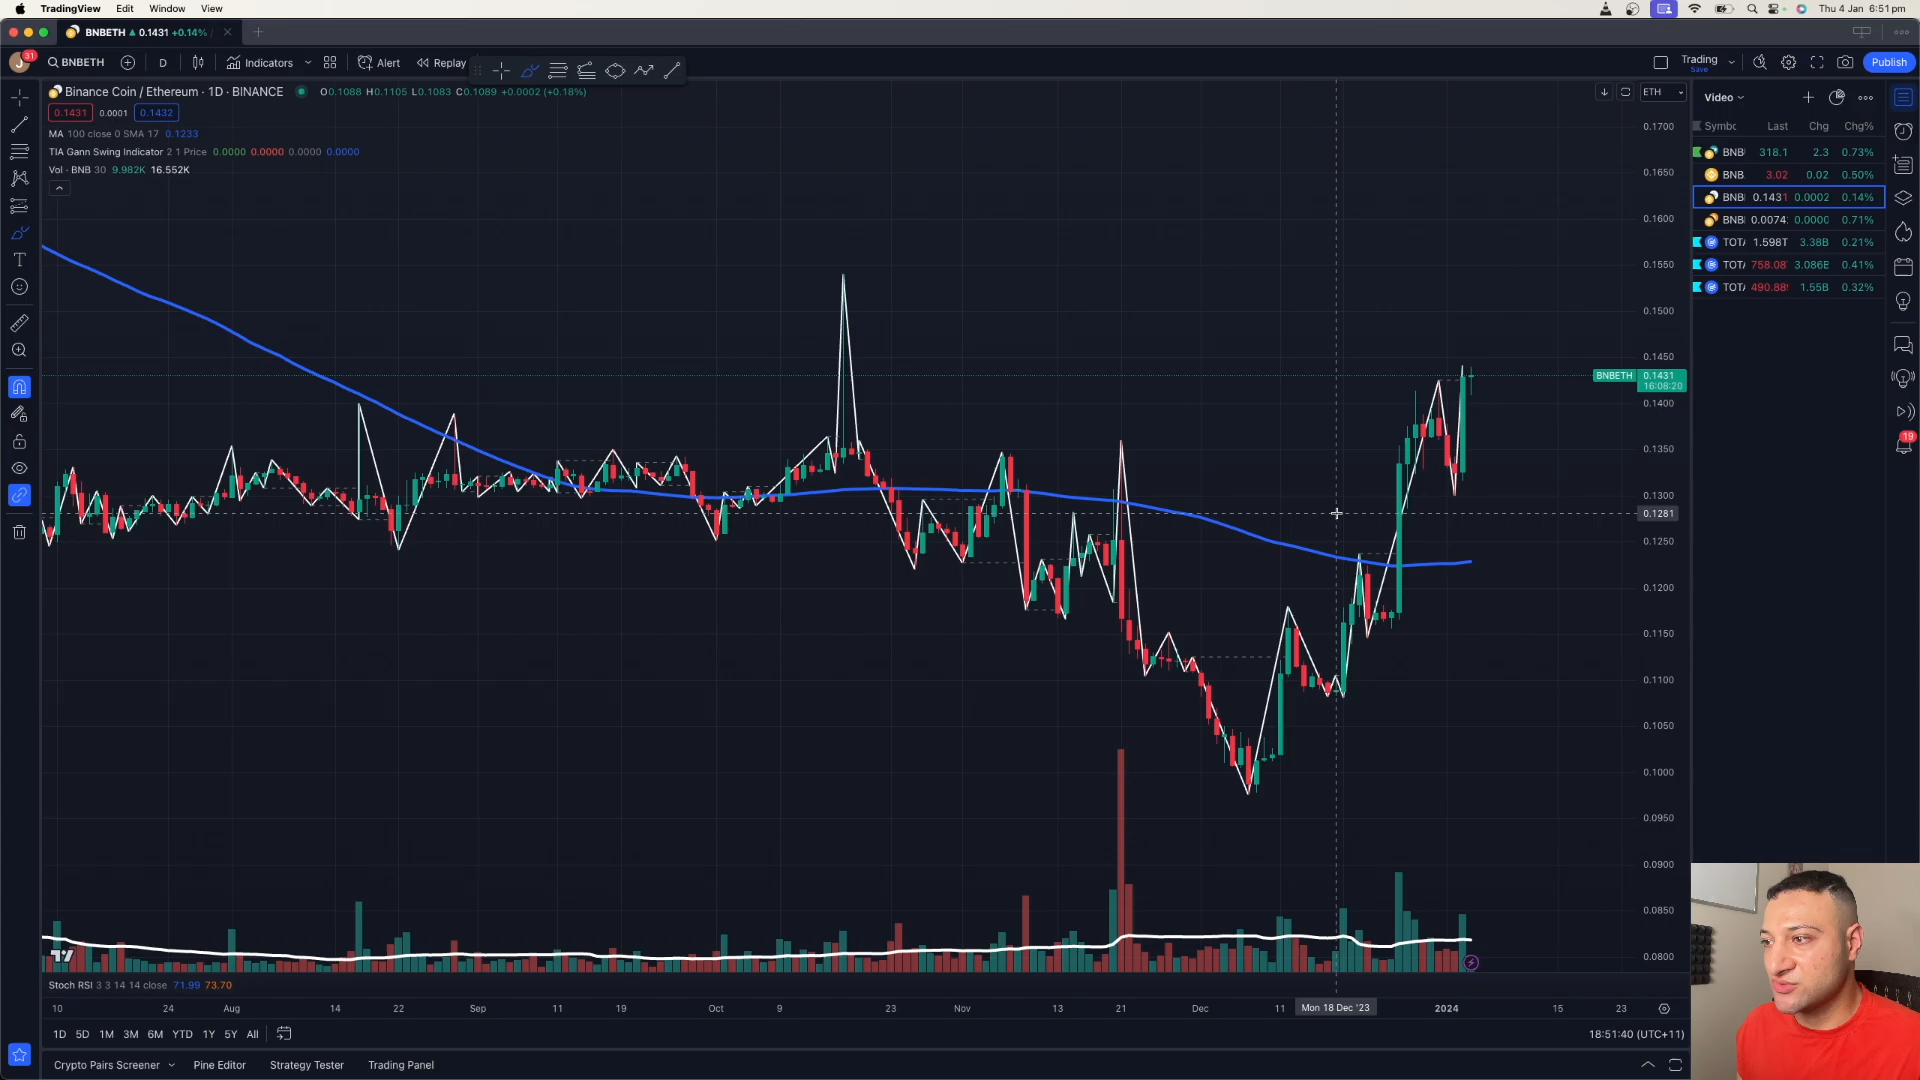 TradingView Edit Window View Thu 4 Jan 6:51 pm
BNBETH ▲ 0.1431 +0.14%
J 31 BNBETH D Indicators Alert Replay Trading Save Publish
Binance Coin / Ethereum · 1D · BINANCE O0.1088 H0.1105 L0.1083 C0.1089 +0.0002 (+0.18%)
0.1431 0.0001 0.1432
MA 100 close 0 SMA 17 0.1233
TIA Gann Swing Indicator 2 1 Price 0.0000 0.0000 0.0000 0.0000
Vol · BNB 30 9.982K 16.552K
ETH
0.1700
0.1650
0.1600
0.1550
0.1500
0.1450
BNBETH 0.1431
16:08:20
0.1400
0.1350
0.1300
0.1281
0.1250
0.1200
0.1150
0.1100
0.1050
0.1000
0.0950
0.0900
0.0850
0.0800
Video
Symbc Last Chg Chg%
BNB 318.1 2.3 0.73%
BNB. 3.02 0.02 0.50%
BNB 0.1431 0.0002 0.14%
BNB 0.0074 0.000C 0.71%
TOT/ 1.598T 3.38B 0.21%
TOT/ 758.08 3.086E 0.41%
TOT/ 490.88 1.55B 0.32%
19
Stoch RSI 3 3 14 14 close 71.99 73.70
10 24 Aug 14 22 Sep 11 19 Oct 9 23 Nov 13 21 Dec 11 Mon 18 Dec '23 2024 15 23
1D 5D 1M 3M 6M YTD 1Y 5Y All 18:51:40 (UTC+11)
Crypto Pairs Screener Pine Editor Strategy Tester Trading Panel